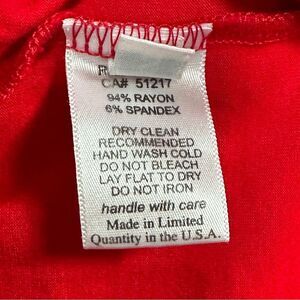 CA# 51217
94% RAYON
6% SPANDEX
DRY CLEAN
RECOMMENDED
HAND WASH COLD
DO NOT BLEACH
LAY FLAT TO DRY
DO NOT IRON
handle with care
Made in Limited
Quantity in the U.S.A.